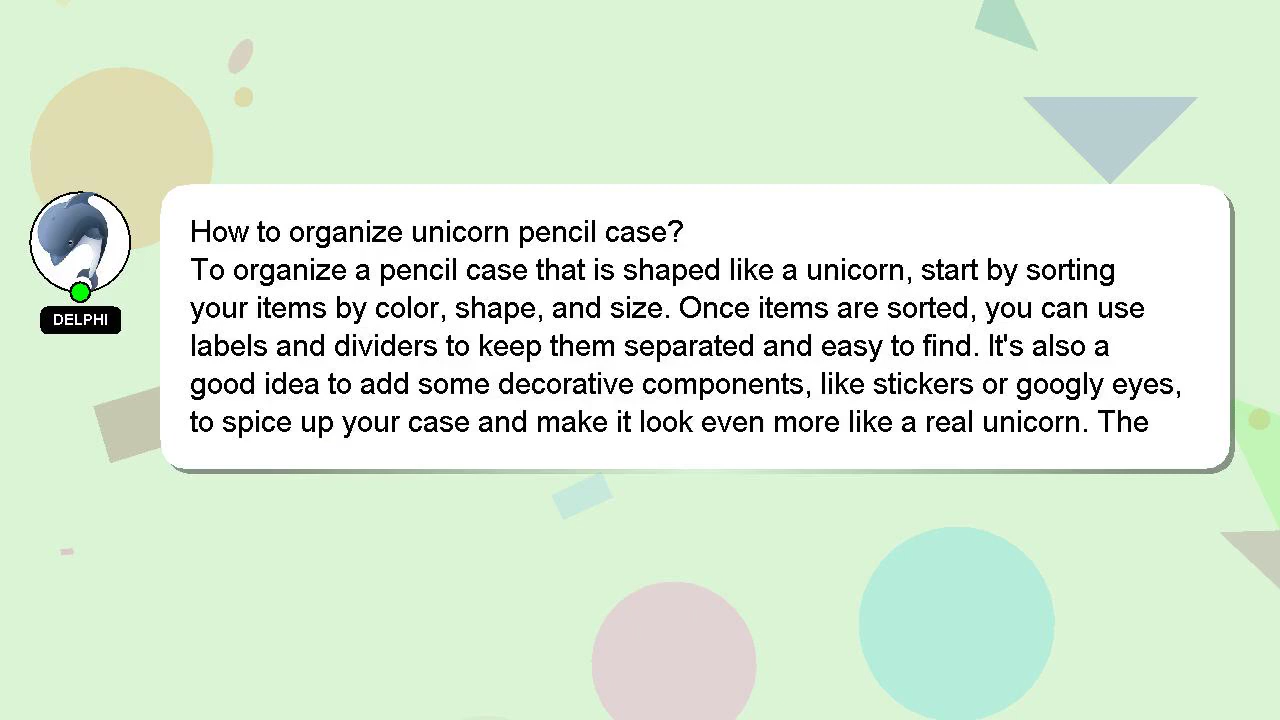 How to organize unicorn pencil case?
To organize a pencil case that is shaped like a unicorn, start by sorting
your items by color, shape, and size. Once items are sorted, you can use
labels and dividers to keep them separated and easy to find. It's also a
good idea to add some decorative components, like stickers or googly eyes,
to spice up your case and make it look even more like a real unicorn. The
DELPHI